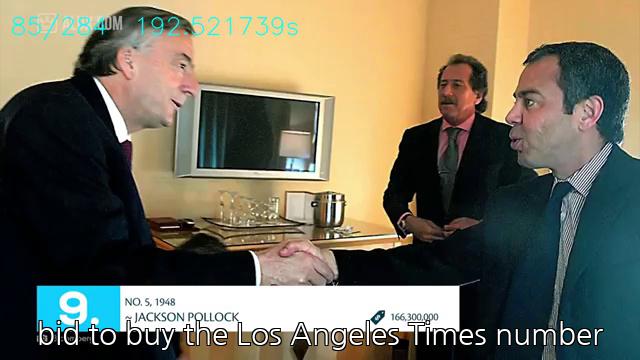 85/284 192.521739s
9.
NO. 5, 1948
~ JACKSON POLLOCK
166,300,000
bid to buy the Los Angeles Times number